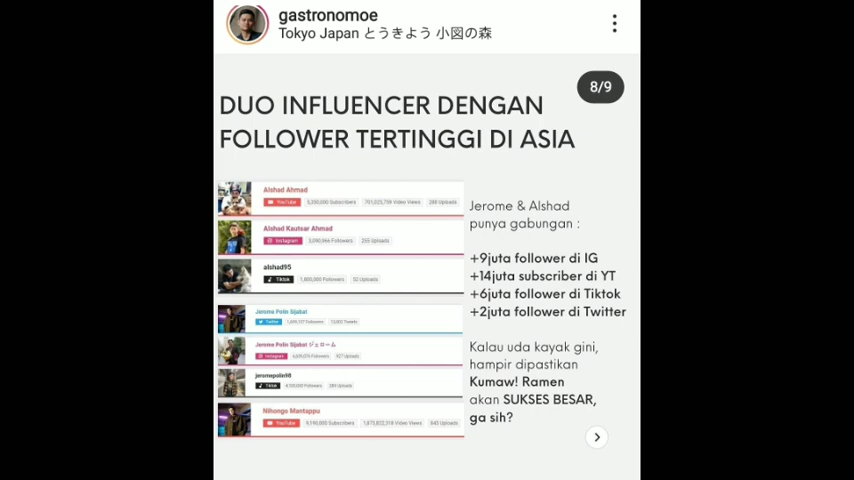 gastronomoe
Tokyo Japan とうきよう 小図の森
8/9
DUO INFLUENCER DENGAN
FOLLOWER TERTINGGI DI ASIA
Alshad Ahmad
YouTube
Alshad Kautsar Ahmad
Instagram
255 Uploads
alshad95
Tiktok
Jerome Polin Sijabat
Twitter
Jerome Polin Sijabat ジェローム
Instagram
jeromepolin98
Tiktok
Nihongo Mantappu
YouTube
Jerome & Alshad
punya gabungan :
+9juta follower di IG
+14juta subscriber di YT
+6juta follower di Tiktok
+2juta follower di Twitter
Kalau uda kayak gini,
hampir dipastikan
Kumaw! Ramen
akan SUKSES BESAR,
ga sih?